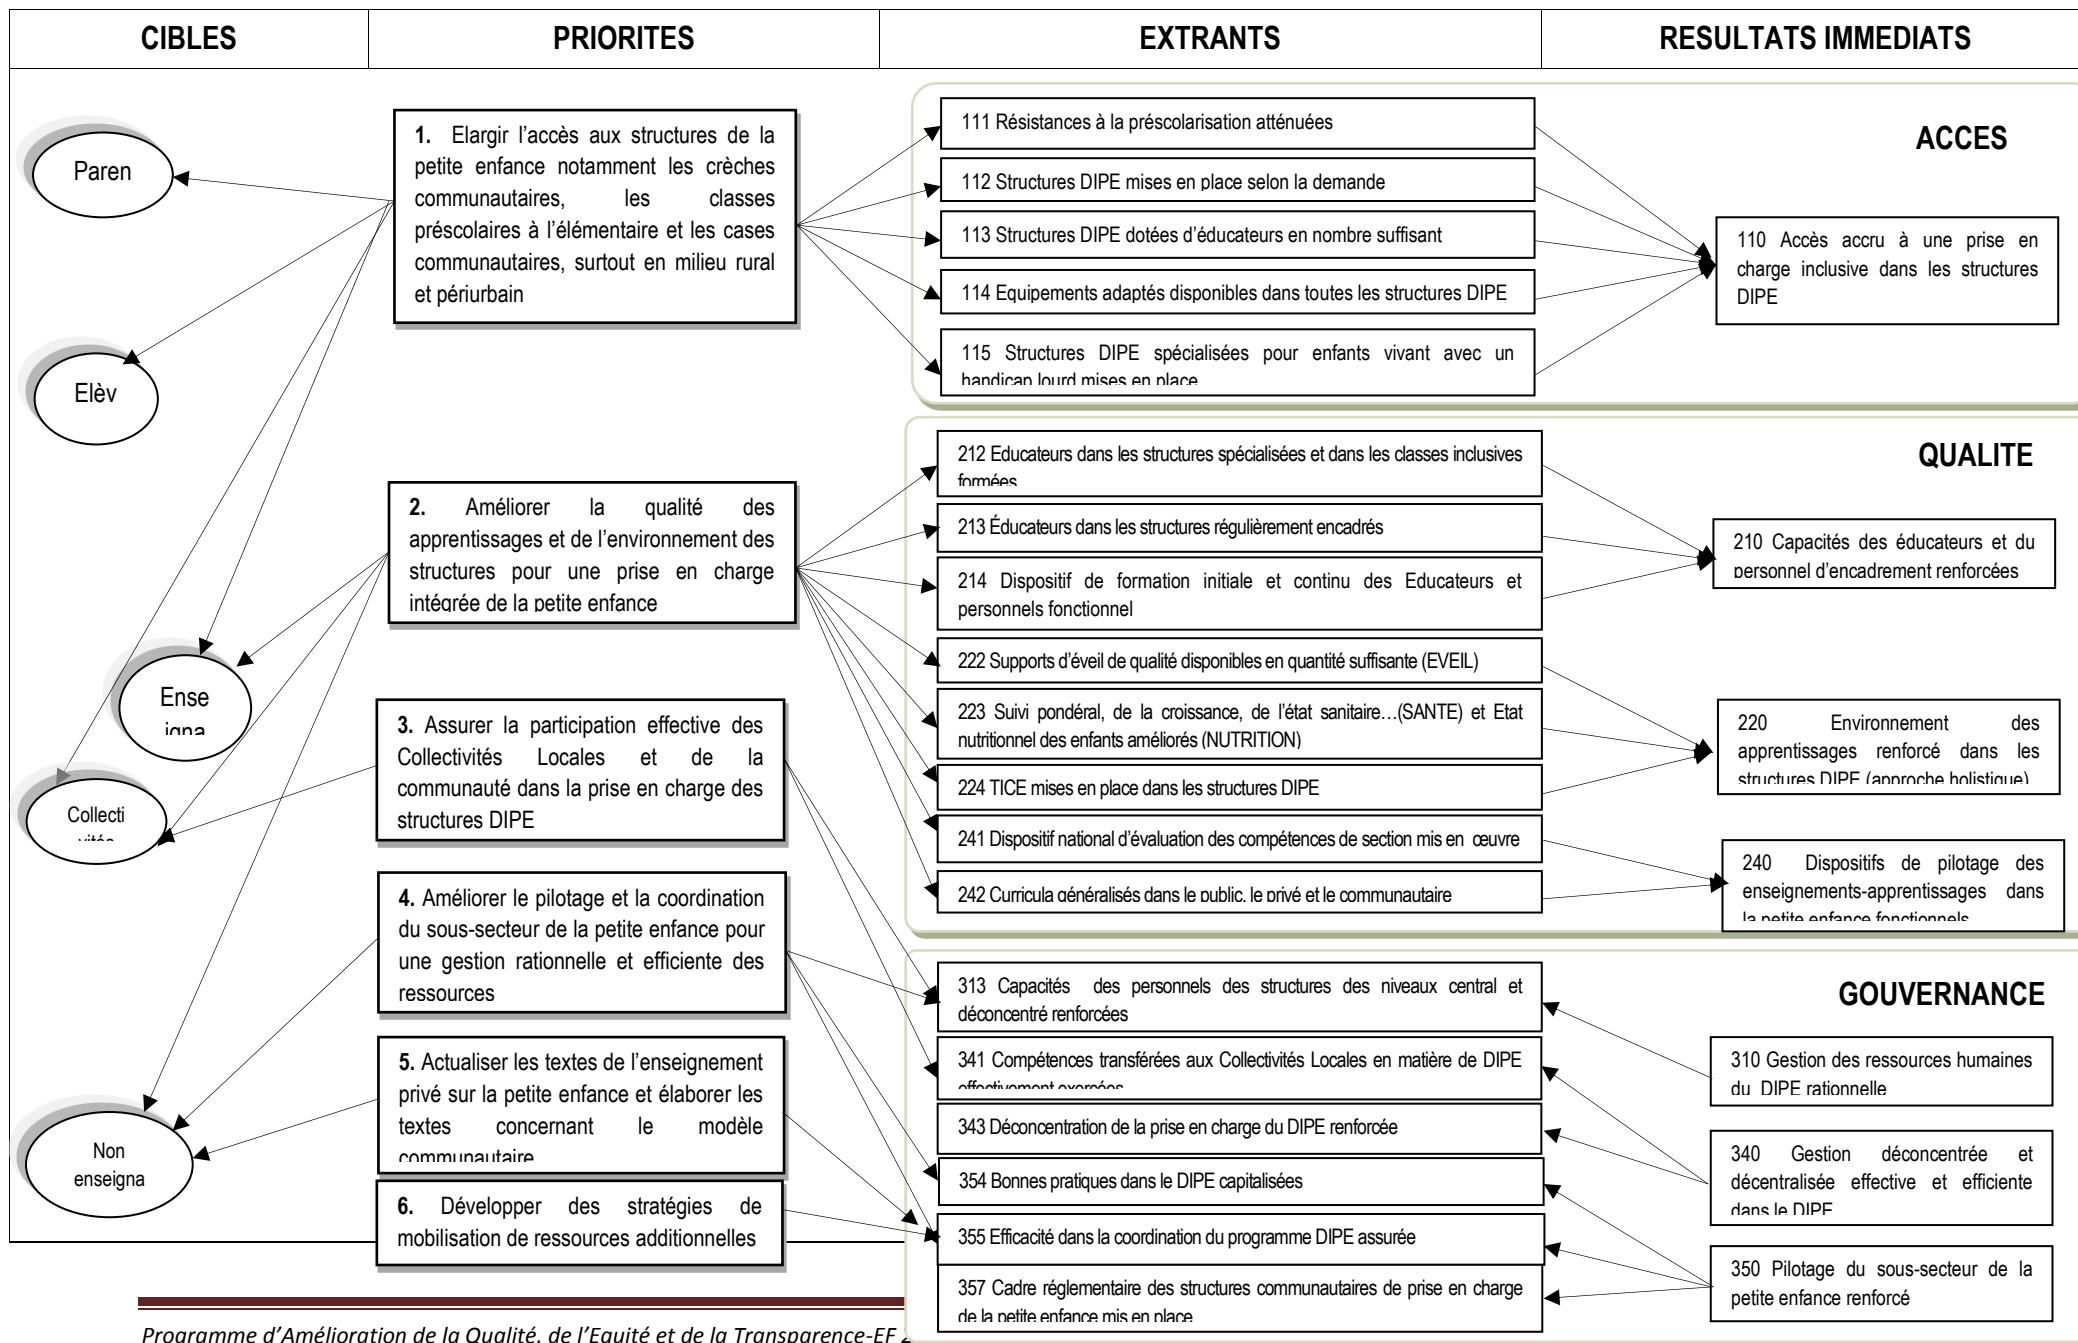 CIBLES
PRIORITES
EXTRANTS
RESULTATS IMMEDIATS
Paren
Elèv
Ense
igna
Collecti
vités
Non
enseigna
1. Elargir l’accès aux structures de la
petite enfance notamment les crèches
communautaires, les classes
préscolaires à l’élémentaire et les cases
communautaires, surtout en milieu rural
et périurbain
2. Améliorer la qualité des
apprentissages et de l’environnement des
structures pour une prise en charge
intégrée de la petite enfance
3. Assurer la participation effective des
Collectivités Locales et de la
communauté dans la prise en charge des
structures DIPE
4. Améliorer le pilotage et la coordination
du sous-secteur de la petite enfance pour
une gestion rationnelle et efficiente des
ressources
5. Actualiser les textes de l’enseignement
privé sur la petite enfance et élaborer les
textes concernant le modèle
communautaire
6. Développer des stratégies de
mobilisation de ressources additionnelles
ACCES
111 Résistances à la préscolarisation atténuées
112 Structures DIPE mises en place selon la demande
113 Structures DIPE dotées d’éducateurs en nombre suffisant
114 Equipements adaptés disponibles dans toutes les structures DIPE
115 Structures DIPE spécialisées pour enfants vivant avec un
handicap lourd mises en place
110 Accès accru à une prise en
charge inclusive dans les structures
DIPE
QUALITE
212 Educateurs dans les structures spécialisées et dans les classes inclusives
formées
213 Éducateurs dans les structures régulièrement encadrés
214 Dispositif de formation initiale et continu des Educateurs et
personnels fonctionnel
222 Supports d’éveil de qualité disponibles en quantité suffisante (EVEIL)
223 Suivi pondéral, de la croissance, de l’état sanitaire…(SANTE) et Etat
nutritionnel des enfants améliorés (NUTRITION)
224 TICE mises en place dans les structures DIPE
241 Dispositif national d’évaluation des compétences de section mis en œuvre
242 Curricula généralisés dans le public, le privé et le communautaire
210 Capacités des éducateurs et du
personnel d’encadrement renforcées
220 Environnement des
apprentissages renforcé dans les
structures DIPE (approche holistique)
240 Dispositifs de pilotage des
enseignements-apprentissages dans
la petite enfance fonctionnels
GOUVERNANCE
313 Capacités des personnels des structures des niveaux central et
déconcentré renforcées
341 Compétences transférées aux Collectivités Locales en matière de DIPE
effectivement exercées
343 Déconcentration de la prise en charge du DIPE renforcée
354 Bonnes pratiques dans le DIPE capitalisées
355 Efficacité dans la coordination du programme DIPE assurée
357 Cadre réglementaire des structures communautaires de prise en charge
de la petite enfance mis en place
310 Gestion des ressources humaines
du DIPE rationnelle
340 Gestion déconcentrée et
décentralisée effective et efficiente
dans le DIPE
350 Pilotage du sous-secteur de la
petite enfance renforcé
Programme d’Amélioration de la Qualité, de l’Equité et de la Transparence-EF